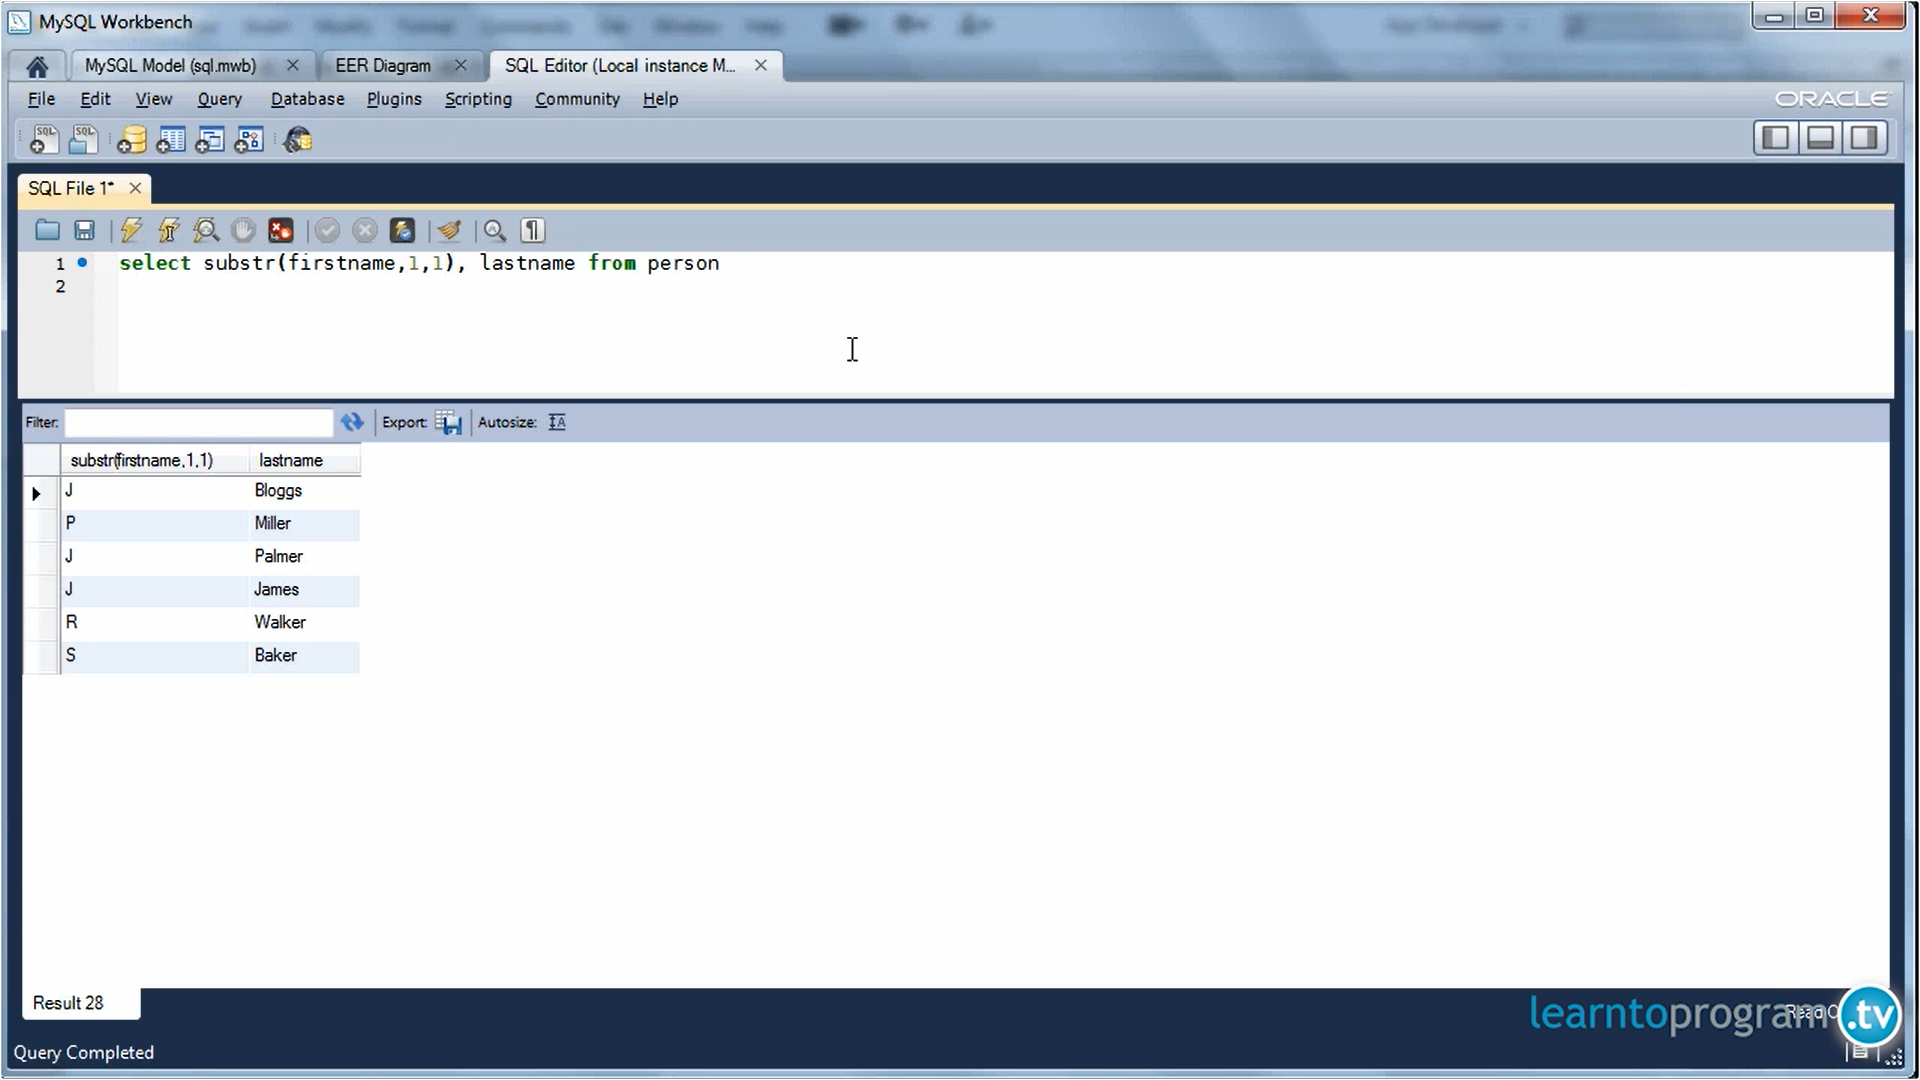 MySQL Workbench
MySQL Model (sql.mwb) EER Diagram SQL Editor (Local instance M...
File Edit View Query Database Plugins Scripting Community Help ORACLE
SQL SQL
SQL File 1*
1 select substr(firstname,1,1), lastname from person
2
Filter: Export: Autosize:
substr(firstname,1,1) lastname
J Bloggs
P Miller
J Palmer
J James
R Walker
S Baker
Result 28
learntoprogram.tv
Query Completed